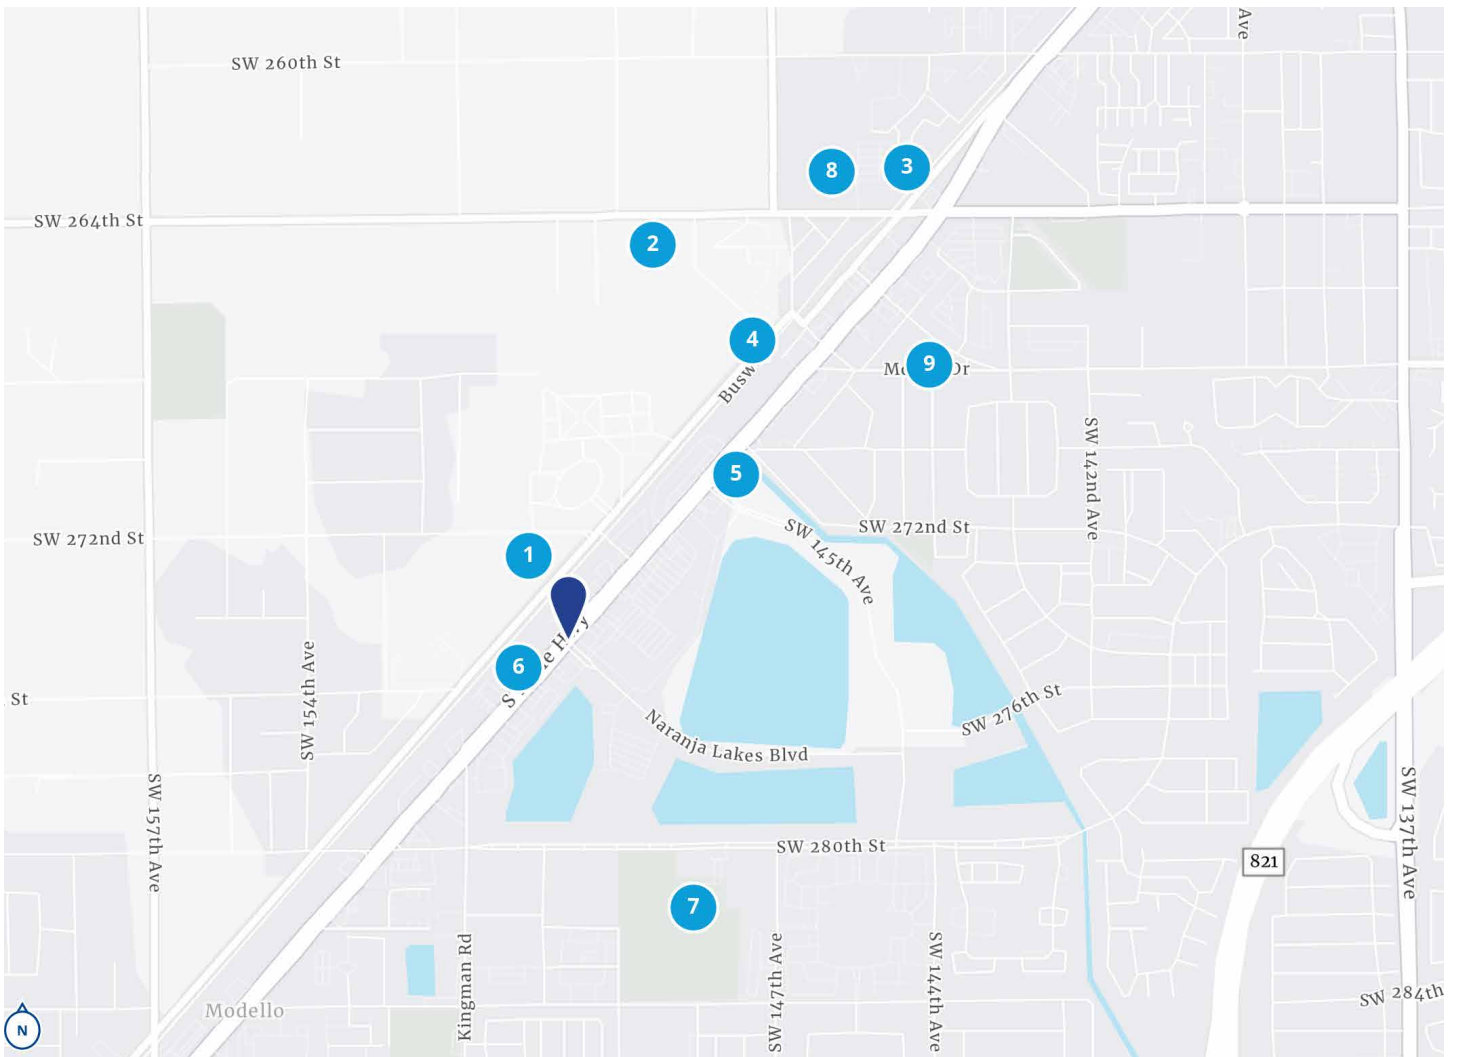 Ave
SW 260th St
8
3
SW 264th St
2
4
Busw
M
9
Dr
SW 142nd Ave
5
SW 272nd St
SW 272nd St
SW 145th Ave
1
6
S
e H
y
St
SW 154th Ave
SW 276th St
Naranja Lakes Blvd
SW 157th Ave
SW 137th Ave
SW 280th St
821
7
Kingman Rd
SW 147th Ave
SW 144th Ave
SW 284th
Modello
N